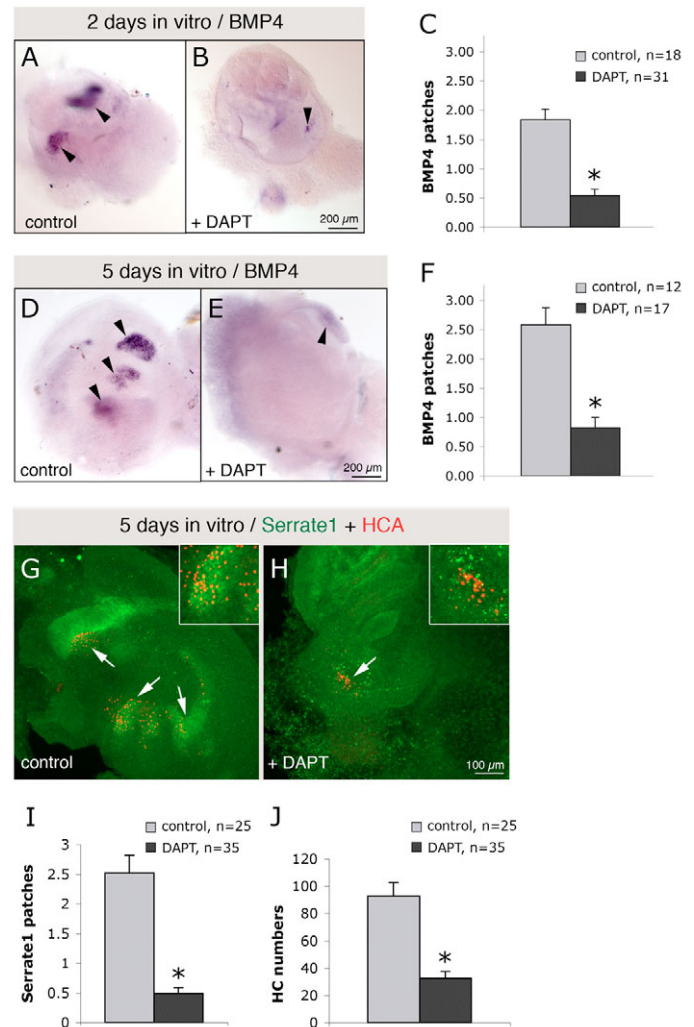 2 days in vitro / BMP4
A
control
B
+ DAPT
200 µm
C
control, n=18
DAPT, n=31
BMP4 patches
3.00
2.50
2.00
1.50
1.00
0.50
0.00
*
5 days in vitro / BMP4
D
control
E
+ DAPT
200 µm
F
control, n=12
DAPT, n=17
BMP4 patches
3.00
2.50
2.00
1.50
1.00
0.50
0.00
*
5 days in vitro / Serrate1 + HCA
G
control
H
+ DAPT
100 µm
I
control, n=25
DAPT, n=35
Serrate1 patches
3
2.5
2
1.5
1
0.5
0
*
J
control, n=25
DAPT, n=35
HC numbers
120
100
80
60
40
20
0
*